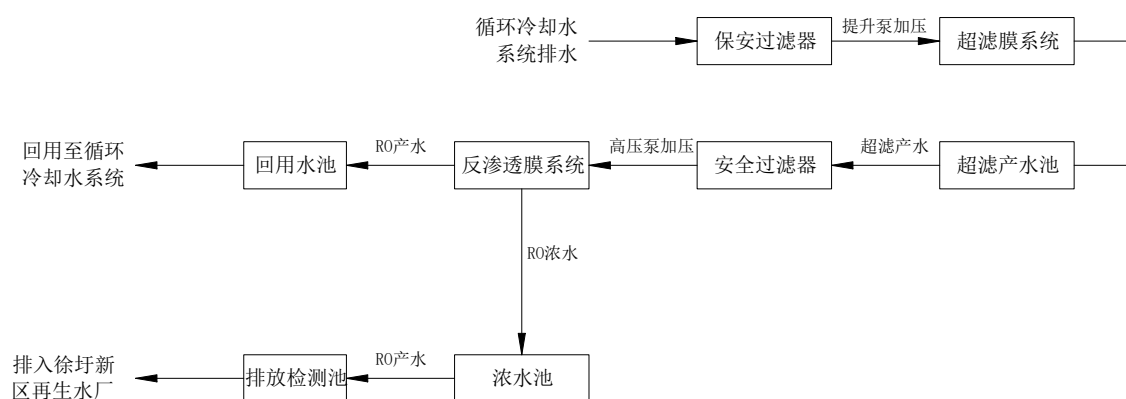 循环冷却水
系统排水
保安过滤器
提升泵加压
超滤膜系统
回用至循环
冷却水系统
回用水池
RO产水
反渗透膜系统
高压泵加压
安全过滤器
超滤产水
超滤产水池
RO浓水
排入徐圩新
区再生水厂
排放检测池
RO产水
浓水池